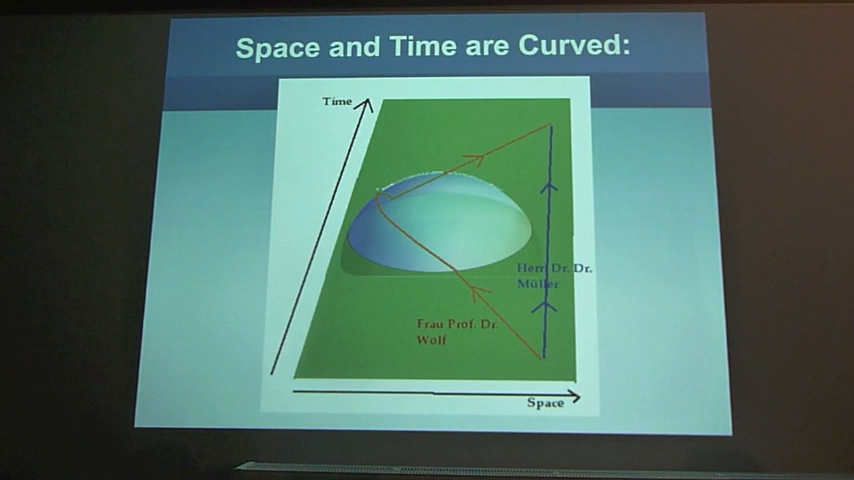 Space and Time are Curved:
Time
Herr Dr. Dr.
Müller
Frau Prof. Dr.
Wolf
Space